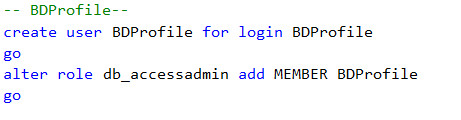 -- BDProfile--
create user BDProfile for login BDProfile
go
alter role db_accessadmin add MEMBER BDProfile
go